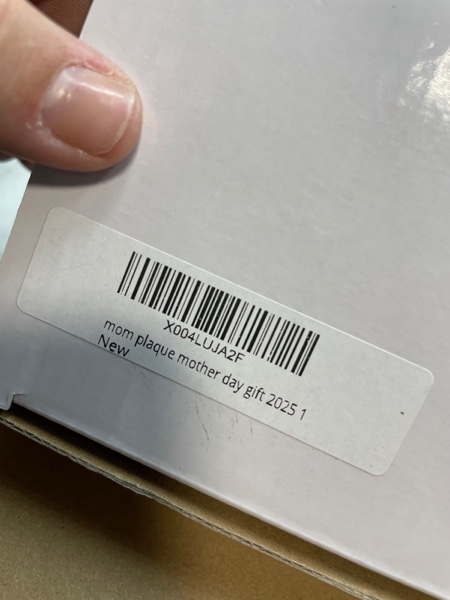 X004LUJA2F
mom plaque mother day gift 2025 1
New